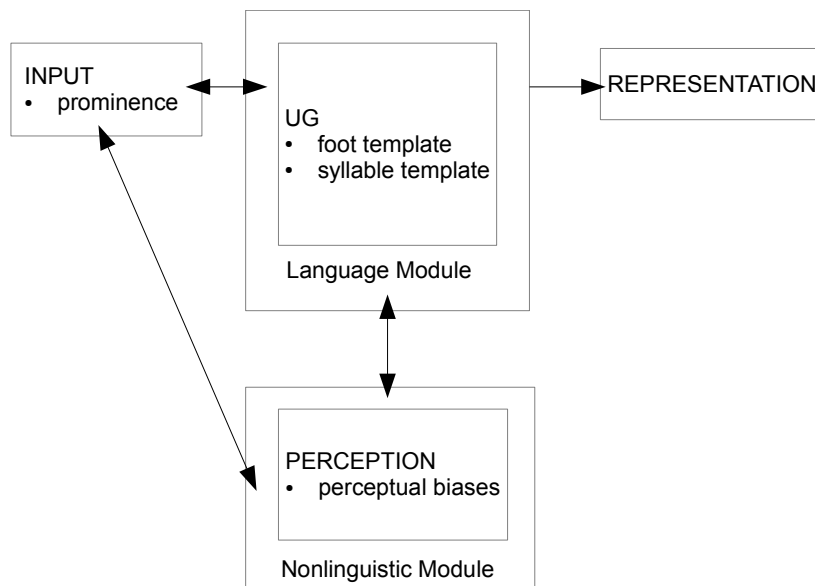 INPUT
• prominence
UG
• foot template
• syllable template
Language Module
REPRESENTATION
PERCEPTION
• perceptual biases
Nonlinguistic Module